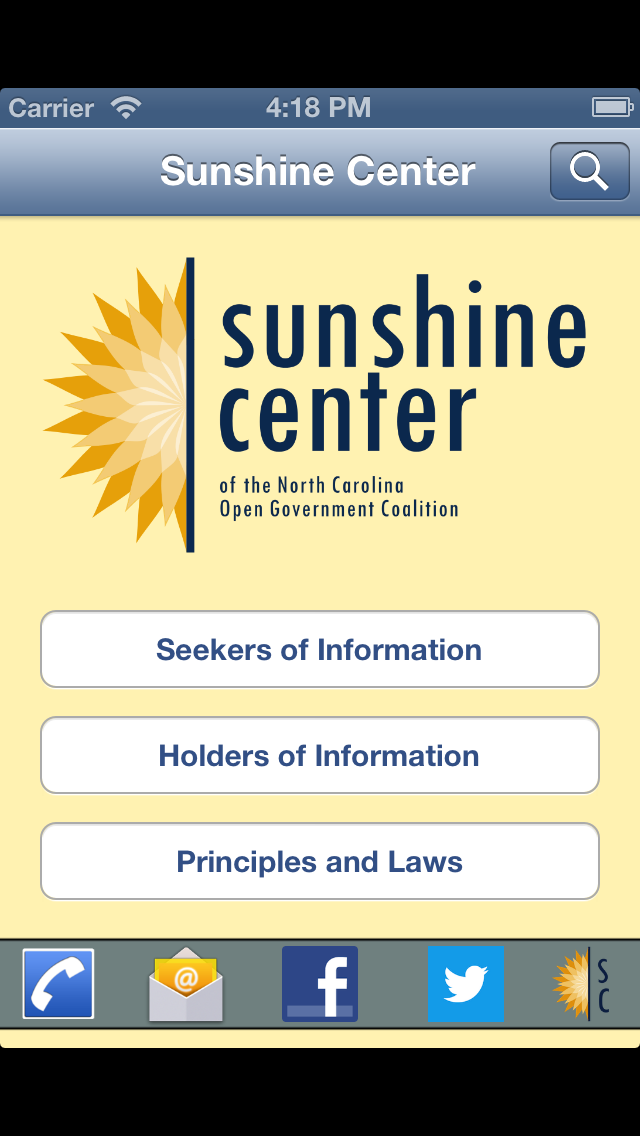 Carrier 4:18 PM
Sunshine Center
sunshine
center
of the North Carolina
Open Government Coalition
Seekers of Information
Holders of Information
Principles and Laws
@ f S
C